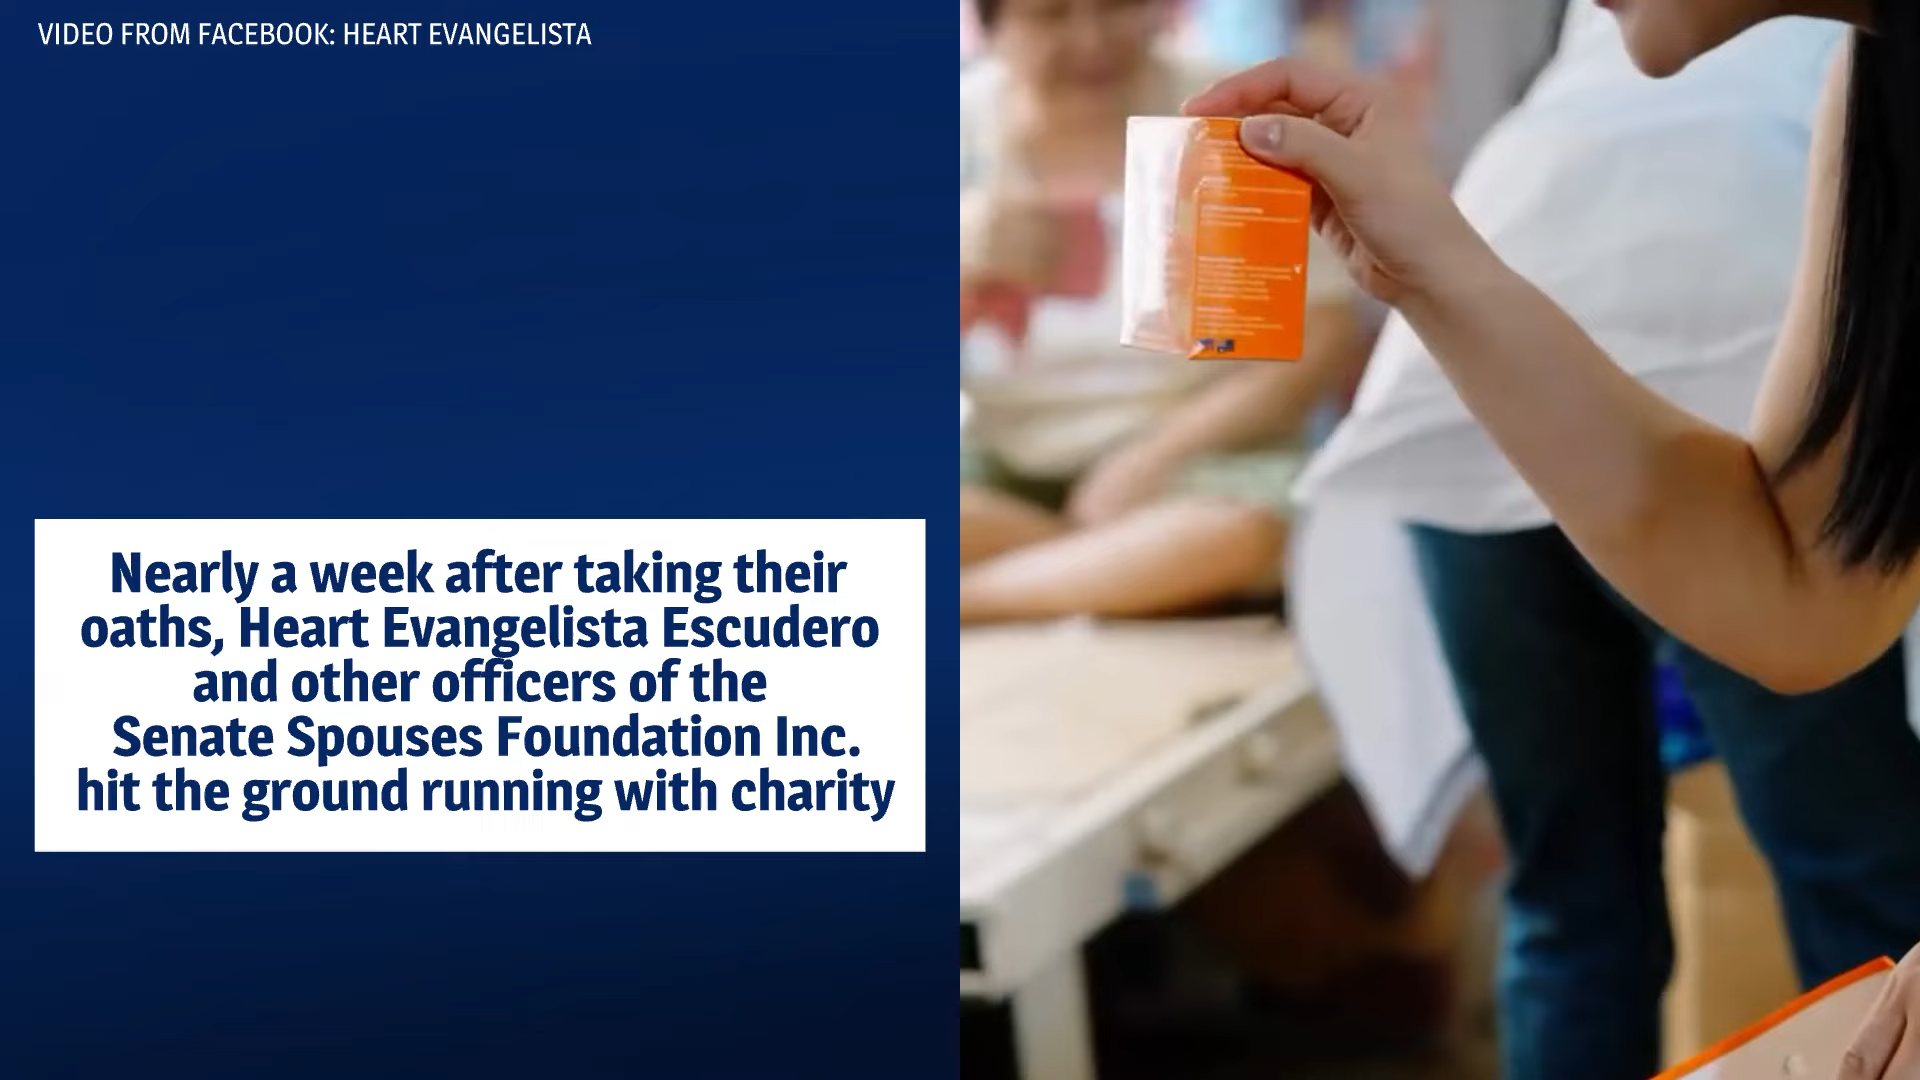 VIDEO FROM FACEBOOK: HEART EVANGELISTA
Nearly a week after taking their
oaths, Heart Evangelista Escudero
and other officers of the
Senate Spouses Foundation Inc.
hit the ground running with charity